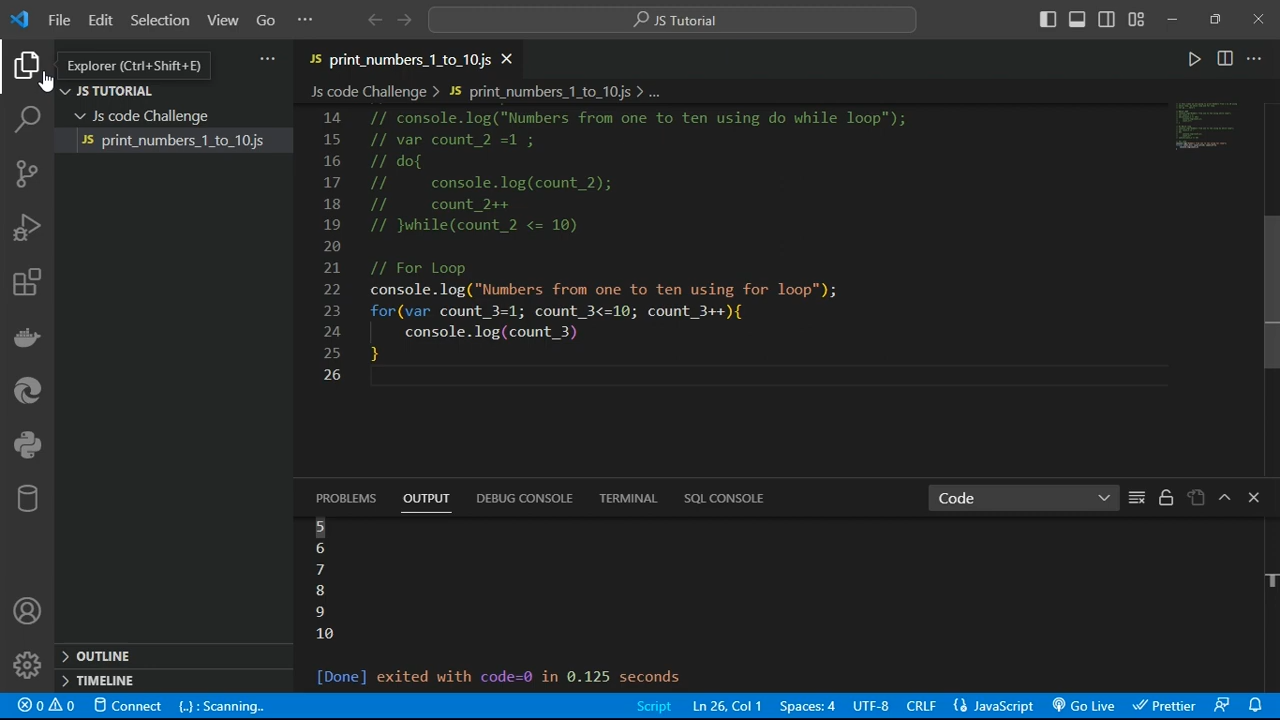 File Edit Selection View Go ··· JS Tutorial
Explorer (Ctrl+Shift+E) ···
JS print_numbers_1_to_10.js
JS TUTORIAL
Js code Challenge
JS print_numbers_1_to_10.js
Js code Challenge > JS print_numbers_1_to_10.js > ...
14 // console.log("Numbers from one to ten using do while loop");
15 // var count_2 =1 ;
16 // do{
17 //     console.log(count_2);
18 //     count_2++
19 // }while(count_2 <= 10)
20
21 // For Loop
22 console.log("Numbers from one to ten using for loop");
23 for(var count_3=1; count_3<=10; count_3++){
24     console.log(count_3)
25 }
26
PROBLEMS OUTPUT DEBUG CONSOLE TERMINAL SQL CONSOLE Code
5
6
7
8
9
10
[Done] exited with code=0 in 0.125 seconds
OUTLINE
TIMELINE
0 0 Connect {..} : Scanning.. Script Ln 26, Col 1 Spaces: 4 UTF-8 CRLF JavaScript Go Live Prettier